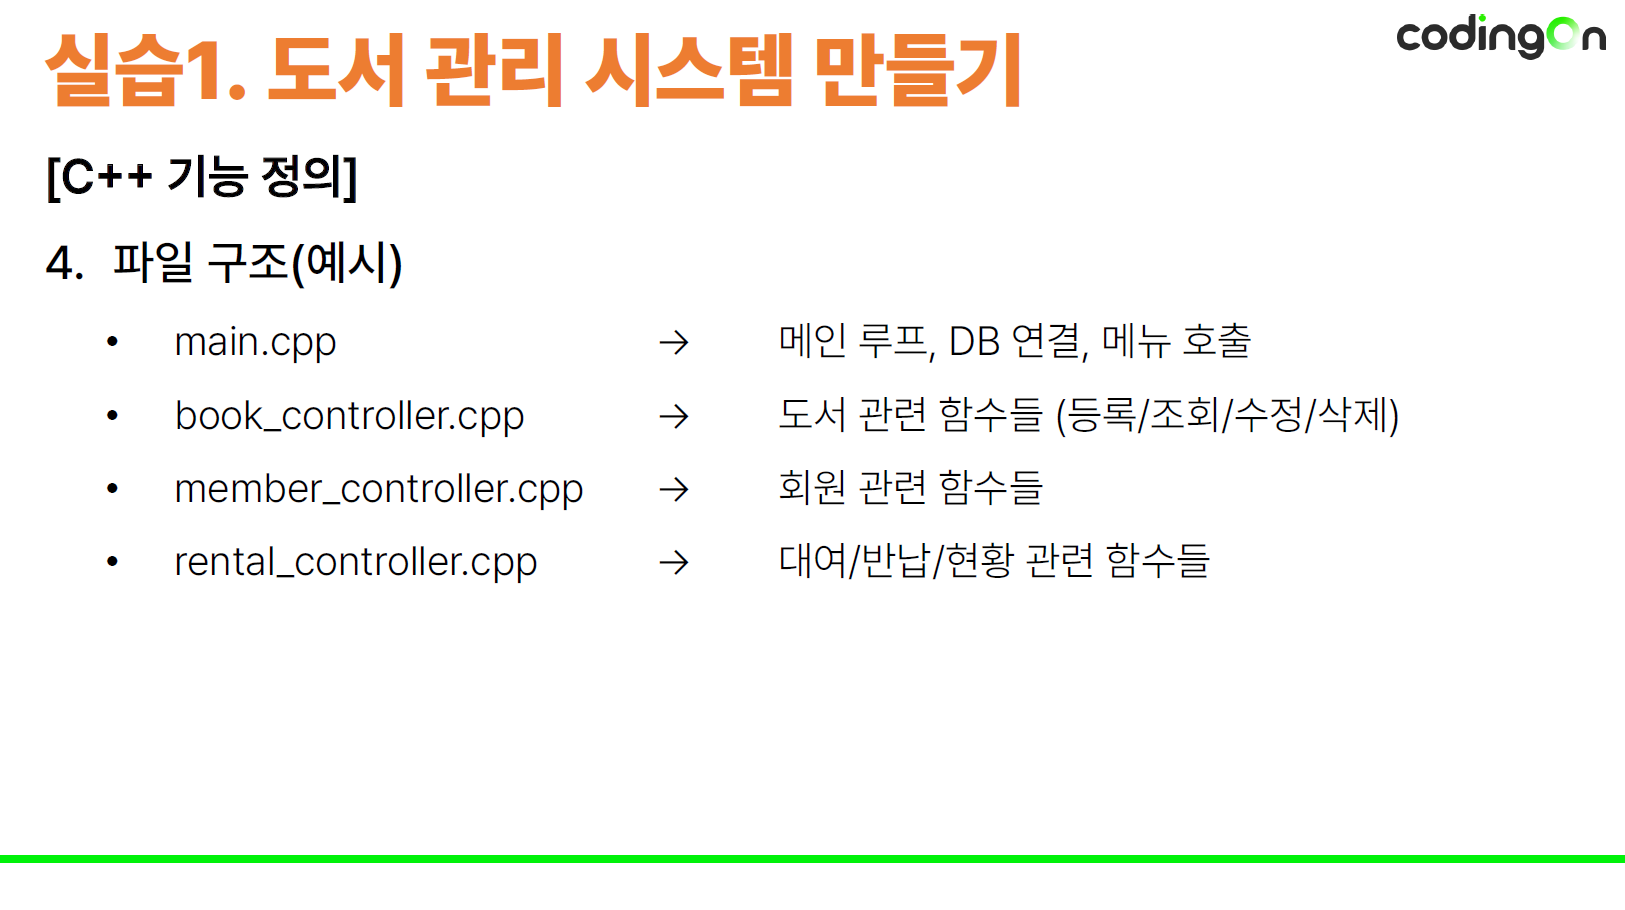 실습1. 도서 관리 시스템 만들기
codingOn
[C++ 기능 정의]
4. 파일 구조(예시)
• main.cpp → 메인 루프, DB 연결, 메뉴 호출
• book_controller.cpp → 도서 관련 함수들 (등록/조회/수정/삭제)
• member_controller.cpp → 회원 관련 함수들
• rental_controller.cpp → 대여/반납/현황 관련 함수들